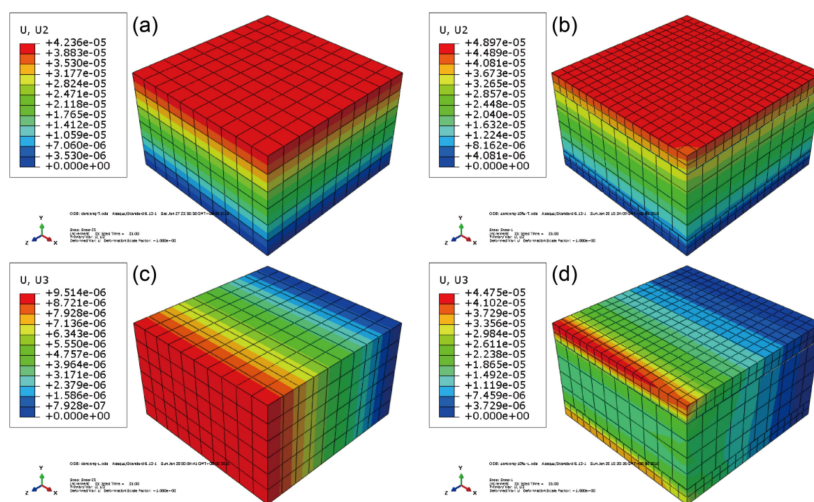 U, U2
+4.236e-05
+3.883e-05
+3.530e-05
+3.177e-05
+2.824e-05
+2.471e-05
+2.118e-05
+1.765e-05
+1.412e-05
+1.059e-05
+7.060e-06
+3.530e-06
+0.000e+00
(a)
Y
Z
X
U, U2
+4.897e-05
+4.489e-05
+4.081e-05
+3.673e-05
+3.265e-05
+2.857e-05
+2.448e-05
+2.040e-05
+1.632e-05
+1.224e-05
+8.162e-06
+4.081e-06
+0.000e+00
(b)
Y
Z
X
U, U3
+9.514e-06
+8.721e-06
+7.928e-06
+7.136e-06
+6.343e-06
+5.550e-06
+4.757e-06
+3.964e-06
+3.171e-06
+2.379e-06
+1.586e-06
+7.928e-07
+0.000e+00
(c)
Y
Z
X
U, U3
+4.475e-05
+4.102e-05
+3.729e-05
+3.356e-05
+2.984e-05
+2.611e-05
+2.238e-05
+1.865e-05
+1.492e-05
+1.119e-05
+7.459e-06
+3.729e-06
+0.000e+00
(d)
Y
Z
X